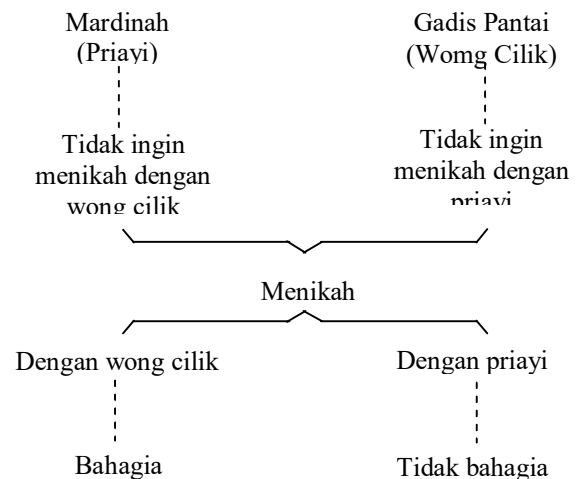 Mardinah
(Priayi)
Gadis Pantai
(Womg Cilik)
Tidak ingin
menikah dengan
wong cilik
Tidak ingin
menikah dengan
priayi
Menikah
Dengan wong cilik
Dengan priayi
Bahagia
Tidak bahagia